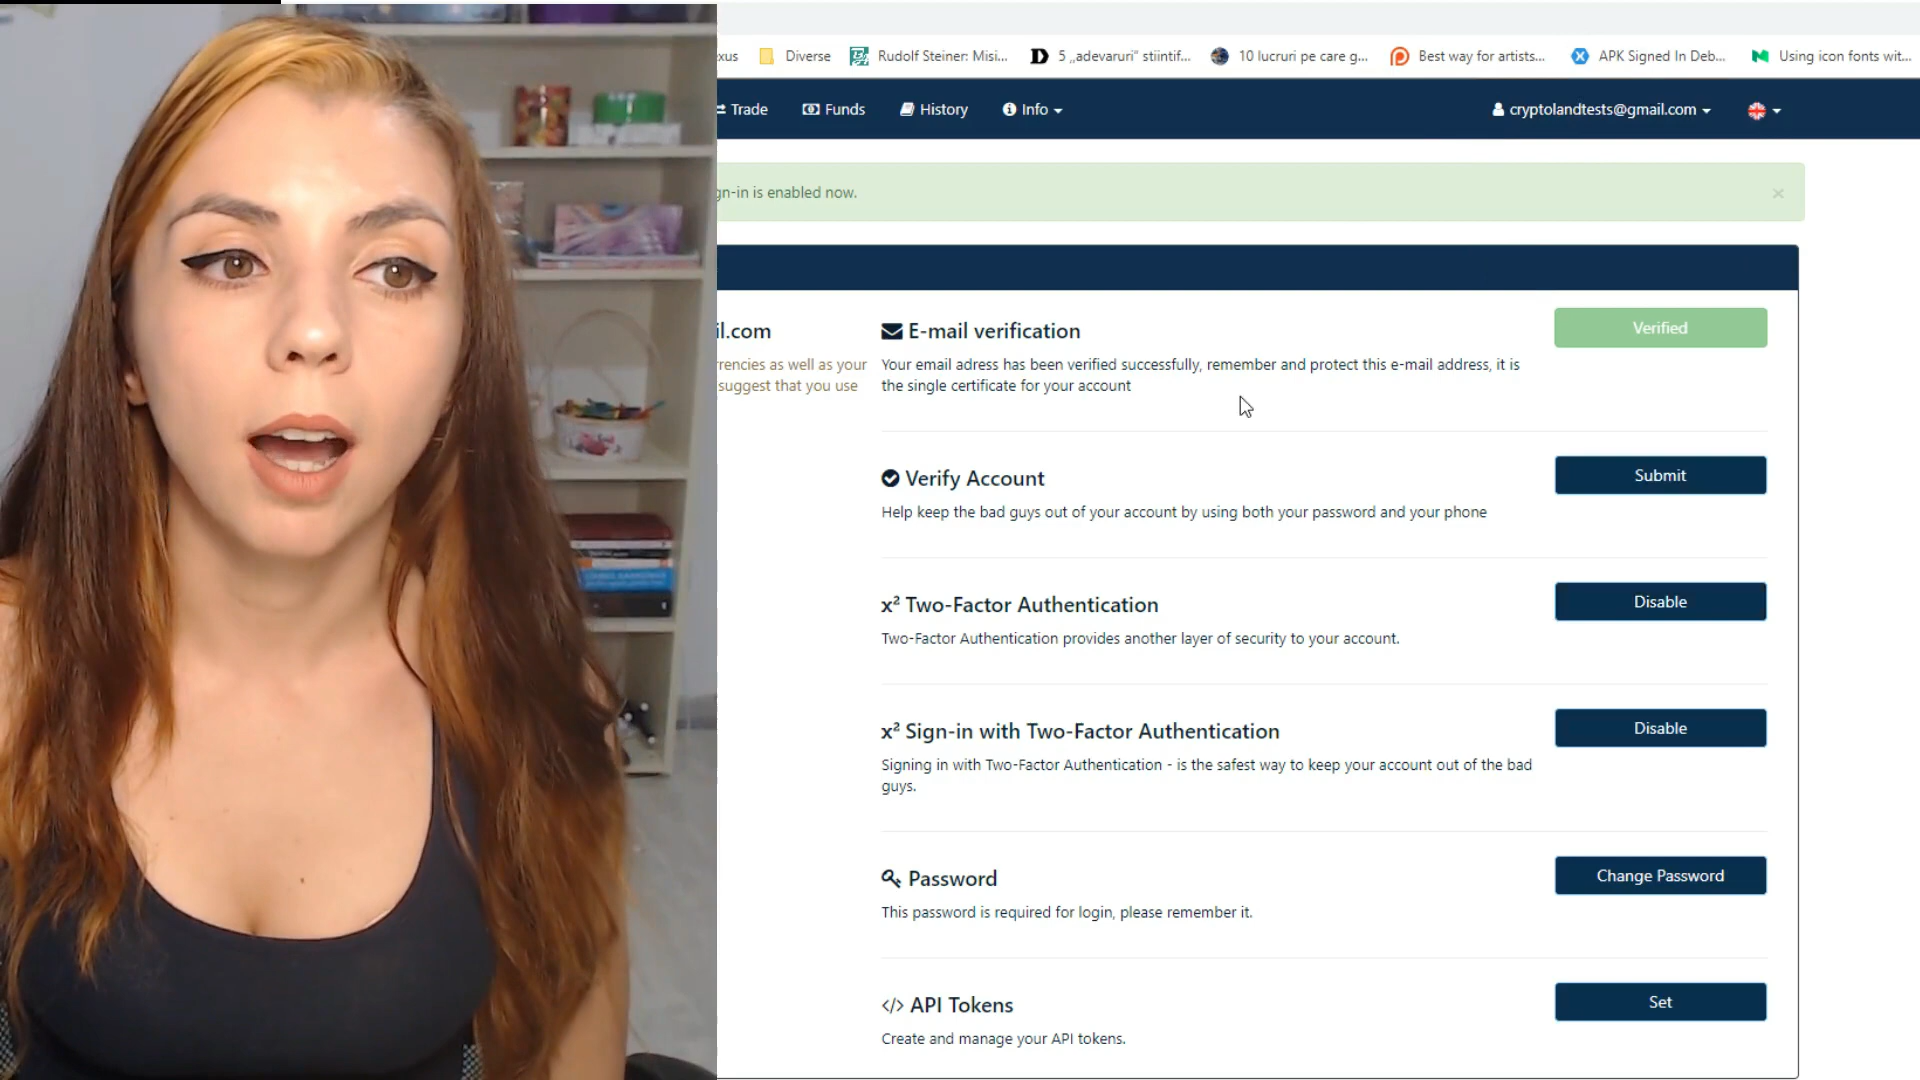 xus
Diverse
Rudolf Steiner: Misi...
5 „adevaruri" stiintif...
10 lucruri pe care g...
Best way for artists...
APK Signed In Deb...
Using icon fonts wit...
Trade
Funds
History
Info
cryptolandtests@gmail.com
gn-in is enabled now.
×
il.com
rrencies as well as your
suggest that you use
E-mail verification
Verified
Your email adress has been verified successfully, remember and protect this e-mail address, it is
the single certificate for your account
Verify Account
Submit
Help keep the bad guys out of your account by using both your password and your phone
x² Two-Factor Authentication
Disable
Two-Factor Authentication provides another layer of security to your account.
x² Sign-in with Two-Factor Authentication
Disable
Signing in with Two-Factor Authentication - is the safest way to keep your account out of the bad
guys.
Password
Change Password
This password is required for login, please remember it.
</> API Tokens
Set
Create and manage your API tokens.